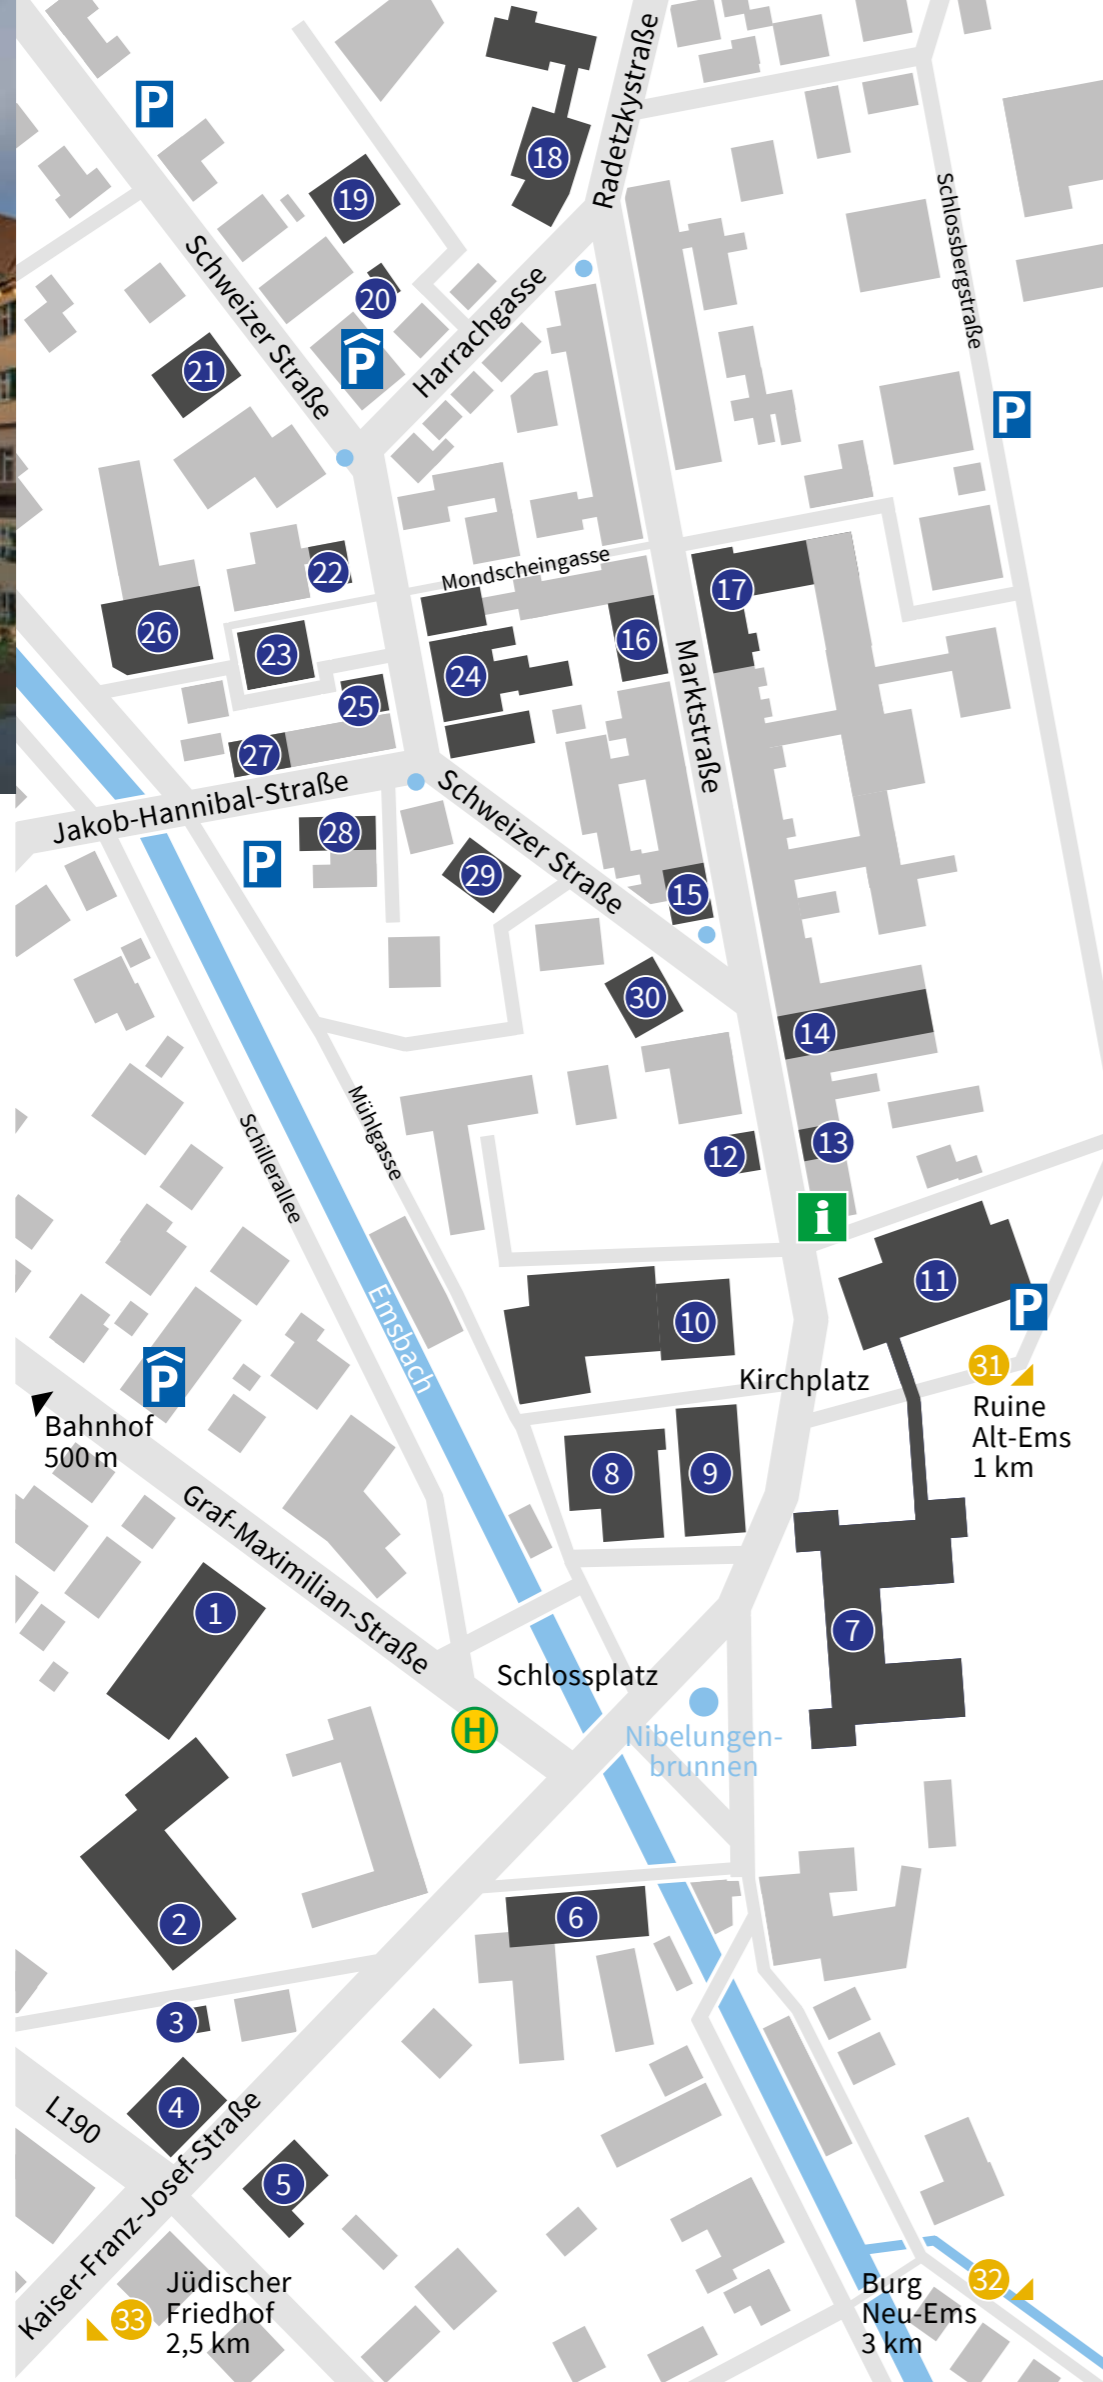 P
18
Radetzkystraße
19
Schlossbergstraße
Schweizer Straße
20
Harrachgasse
P
21
P
Mondscheingasse
22
17
26
23
16
24
Marktstraße
25
27
Jakob-Hannibal-Straße
Schweizer Straße
28
P
29
15
30
14
Mühlgasse
Schillerallee
12
13
i
11
Emsbach
10
P
31
Kirchplatz
Ruine
Alt-Ems
1 km
P
Bahnhof
500 m
8
9
Graf-Maximilian-Straße
1
7
Schlossplatz
H
Nibelungen-
brunnen
6
2
3
4
L190
Kaiser-Franz-Josef-Straße
5
32
Burg
Neu-Ems
3 km
33
Jüdischer
Friedhof
2,5 km